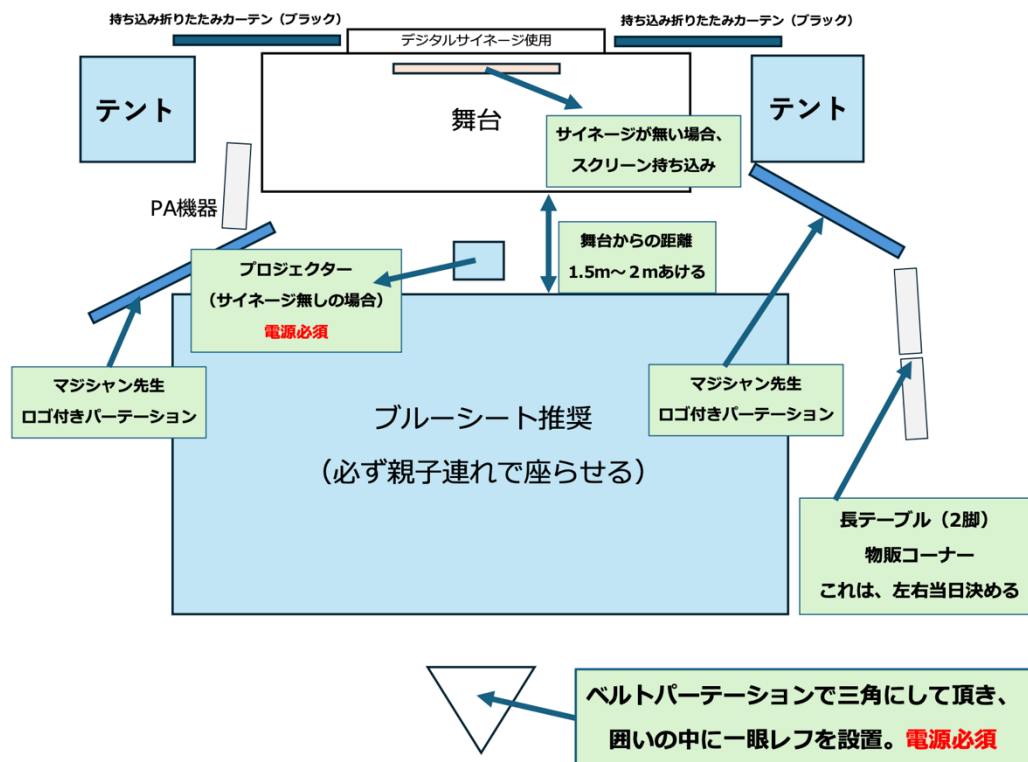 持ち込み折りたたみカーテン（ブラック）
持ち込み折りたたみカーテン（ブラック）
デジタルサイネージ使用
テント
舞台
テント
サイネージが無い場合、
スクリーン持ち込み
PA機器
舞台からの距離
1.5m～２mあける
プロジェクター
（サイネージ無しの場合）
電源必須
マジシャン先生
ロゴ付きパーテーション
マジシャン先生
ロゴ付きパーテーション
ブルーシート推奨
（必ず親子連れで座らせる）
長テーブル（2脚）
物販コーナー
これは、左右当日決める
ベルトパーテーションで三角にして頂き、
囲いの中に一眼レフを設置。電源必須